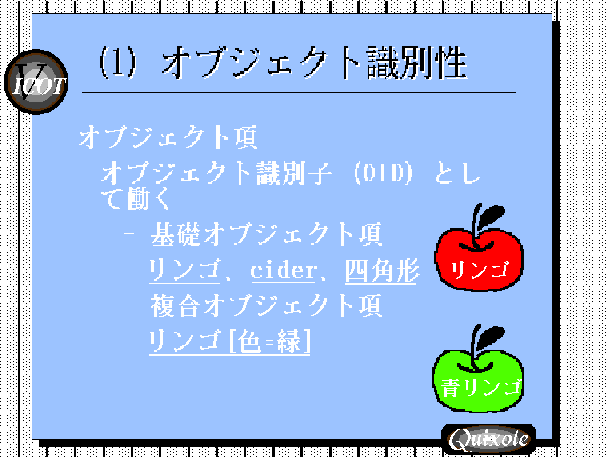 ICOT
(1) オブジェクト識別性
オブジェクト項
オブジェクト識別子 (OID) とし
て働く
- 基礎オブジェクト項
リンゴ、cider、四角形
複合オブジェクト項
リンゴ[色=緑]
リンゴ
青リンゴ
Quixote